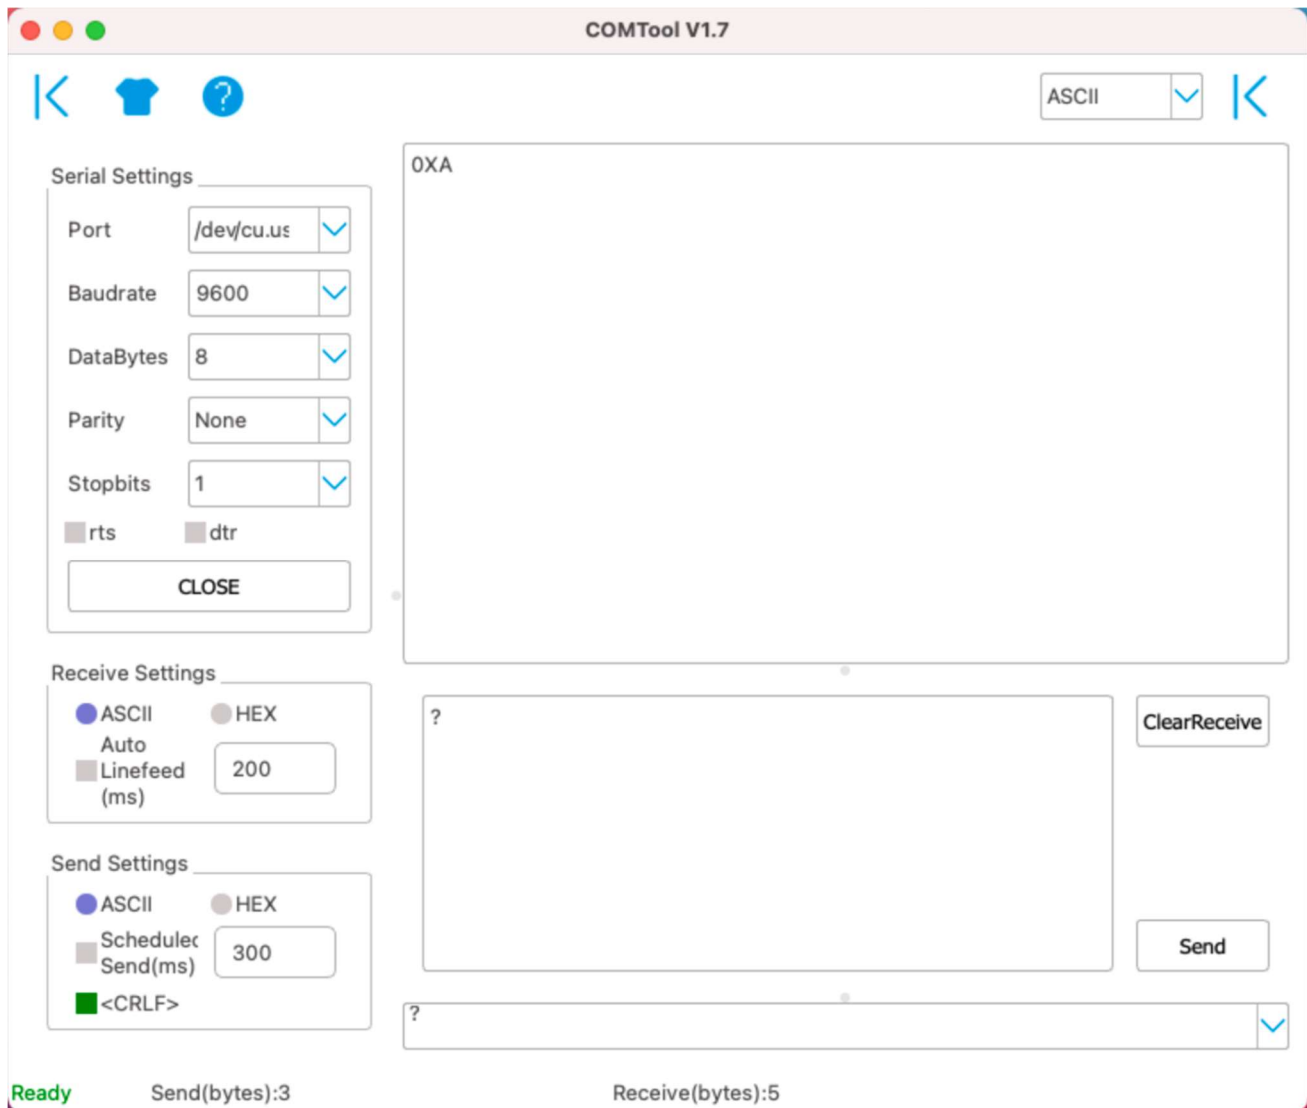 COMTool V1.7
ASCII
Serial Settings
Port /dev/cu.us
Baudrate 9600
DataBytes 8
Parity None
Stopbits 1
rts dtr
CLOSE
Receive Settings
ASCII HEX
Auto
Linefeed
(ms)
200
Send Settings
ASCII HEX
Scheduled
Send(ms)
300
<CRLF>
0XA
?
ClearReceive
Send
?
Ready Send(bytes):3 Receive(bytes):5